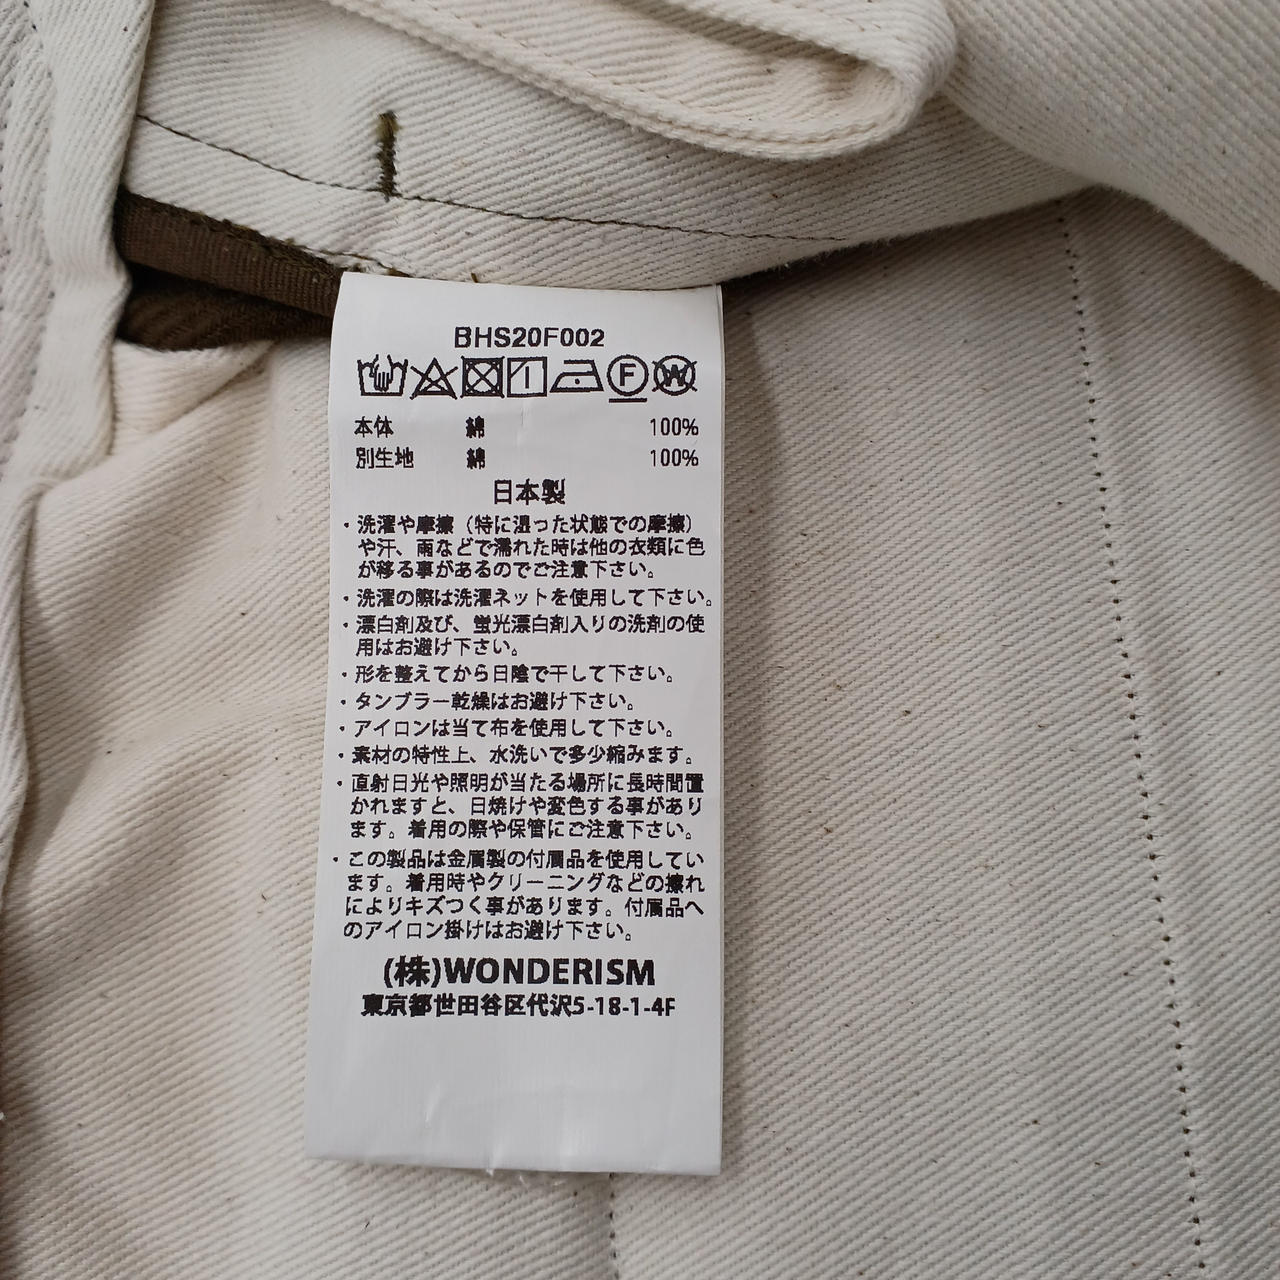 BHS20F002
F W
本体 綿 100%
別生地 綿 100%
日本製
・洗濯や摩擦（特に湿った状態での摩擦）
や汗、雨などで濡れた時は他の衣類に色
が移る事があるのでご注意下さい。
・洗濯の際は洗濯ネットを使用して下さい。
・漂白剤及び、蛍光漂白剤入りの洗剤の使
用はお避け下さい。
・形を整えてから日陰で干して下さい。
・タンブラー乾燥はお避け下さい。
・アイロンは当て布を使用して下さい。
・素材の特性上、水洗いで多少縮みます。
・直射日光や照明が当たる場所に長時間置
かれますと、日焼けや変色する事があり
ます。着用の際や保管にご注意下さい。
・この製品は金属製の付属品を使用してい
ます。着用時やクリーニングなどの擦れ
によりキズつく事があります。付属品へ
のアイロン掛けはお避け下さい。
(株)WONDERISM
東京都世田谷区代沢5-18-1-4F